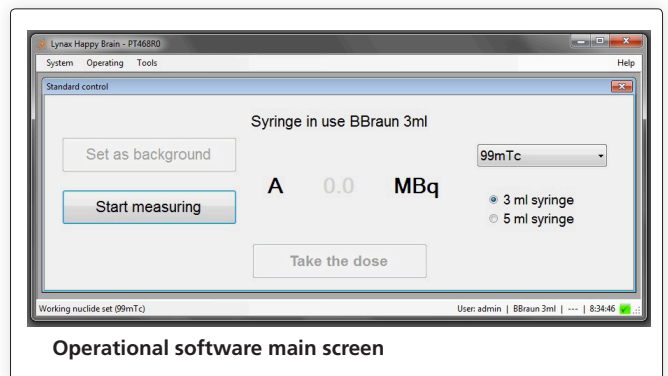 Lynax Happy Brain - PT468R0
System Operating Tools Help
Standard control
Syringe in use BBraun 3ml
Set as background
99mTc
A 0.0 MBq
Start measuring
3 ml syringe
5 ml syringe
Take the dose
Working nuclide set (99mTc) User: admin | BBraun 3ml | --- | 8:34:46
Operational software main screen